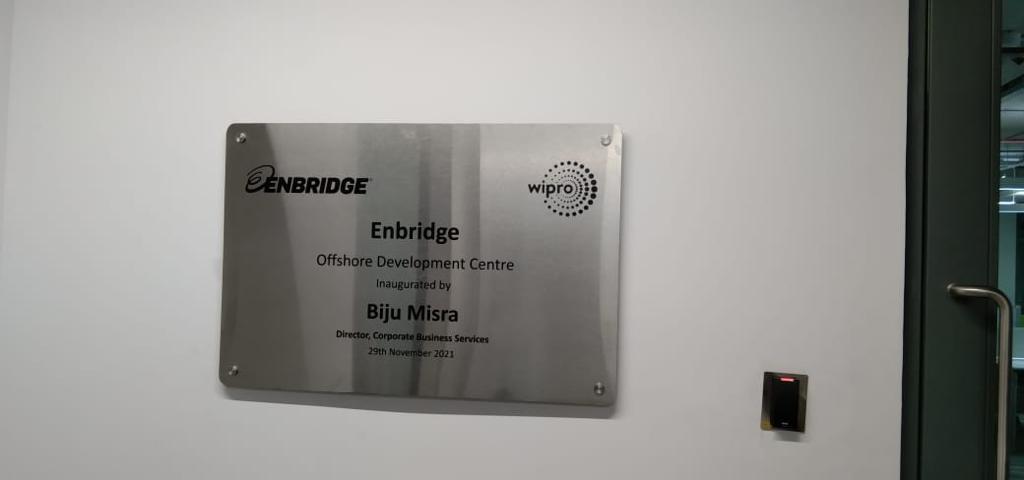 ENBRIDGE
wipro
Enbridge
Offshore Development Centre
Inaugurated by
Biju Misra
Director, Corporate Business Services
29th November 2021